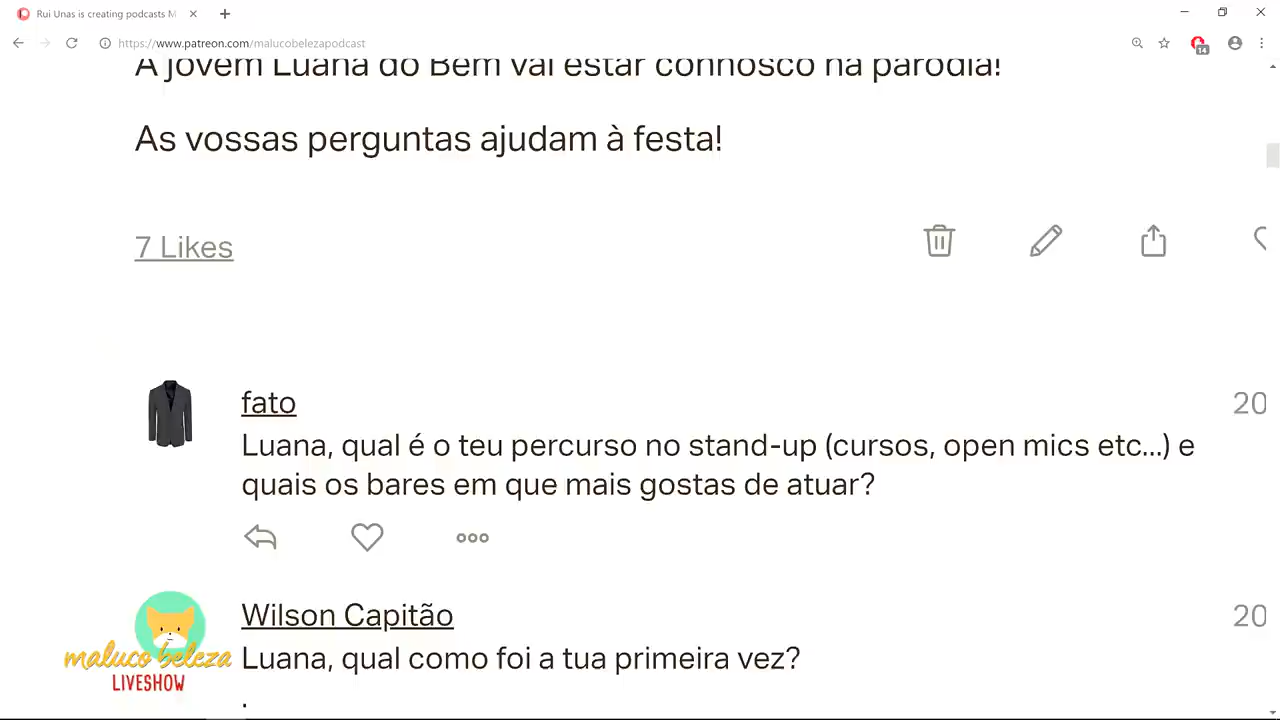 Rui Unas is creating podcasts M
https://www.patreon.com/malucobelezapodcast
14
A jovem Luana do Bem vai estar connosco na paródia!
As vossas perguntas ajudam à festa!
7 Likes
fato
20
Luana, qual é o teu percurso no stand-up (cursos, open mics etc...) e
quais os bares em que mais gostas de atuar?
Wilson Capitão
20
Luana, qual como foi a tua primeira vez?
.
maluco beleza
LIVESHOW